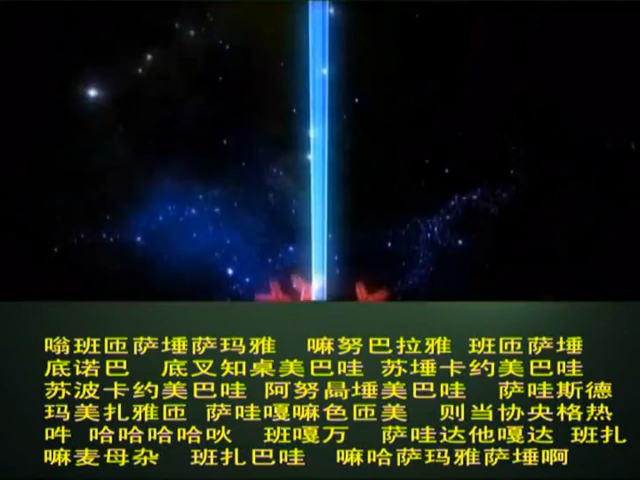 嗡班匝萨埵萨玛雅 嘛努巴拉雅 班匝萨埵
底诺巴 底叉知桌美巴哇 苏埵卡约美巴哇
苏波卡约美巴哇 阿努晶埵美巴哇 萨哇斯德
玛美扎雅匝 萨哇嘎嘛色匝美 则当协央格热
吽 哈哈哈哈吙 班嘎万 萨哇达他嘎达 班扎
嘛麦母杂 班扎巴哇 嘛哈萨玛雅萨埵啊